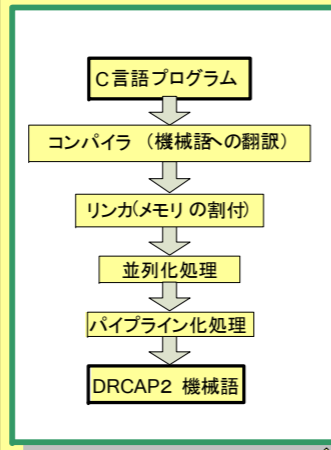 C言語プログラム
コンパイラ (機械語への翻訳)
リンカ(メモリの割付)
並列化処理
パイプライン化処理
DRCAP2 機械語